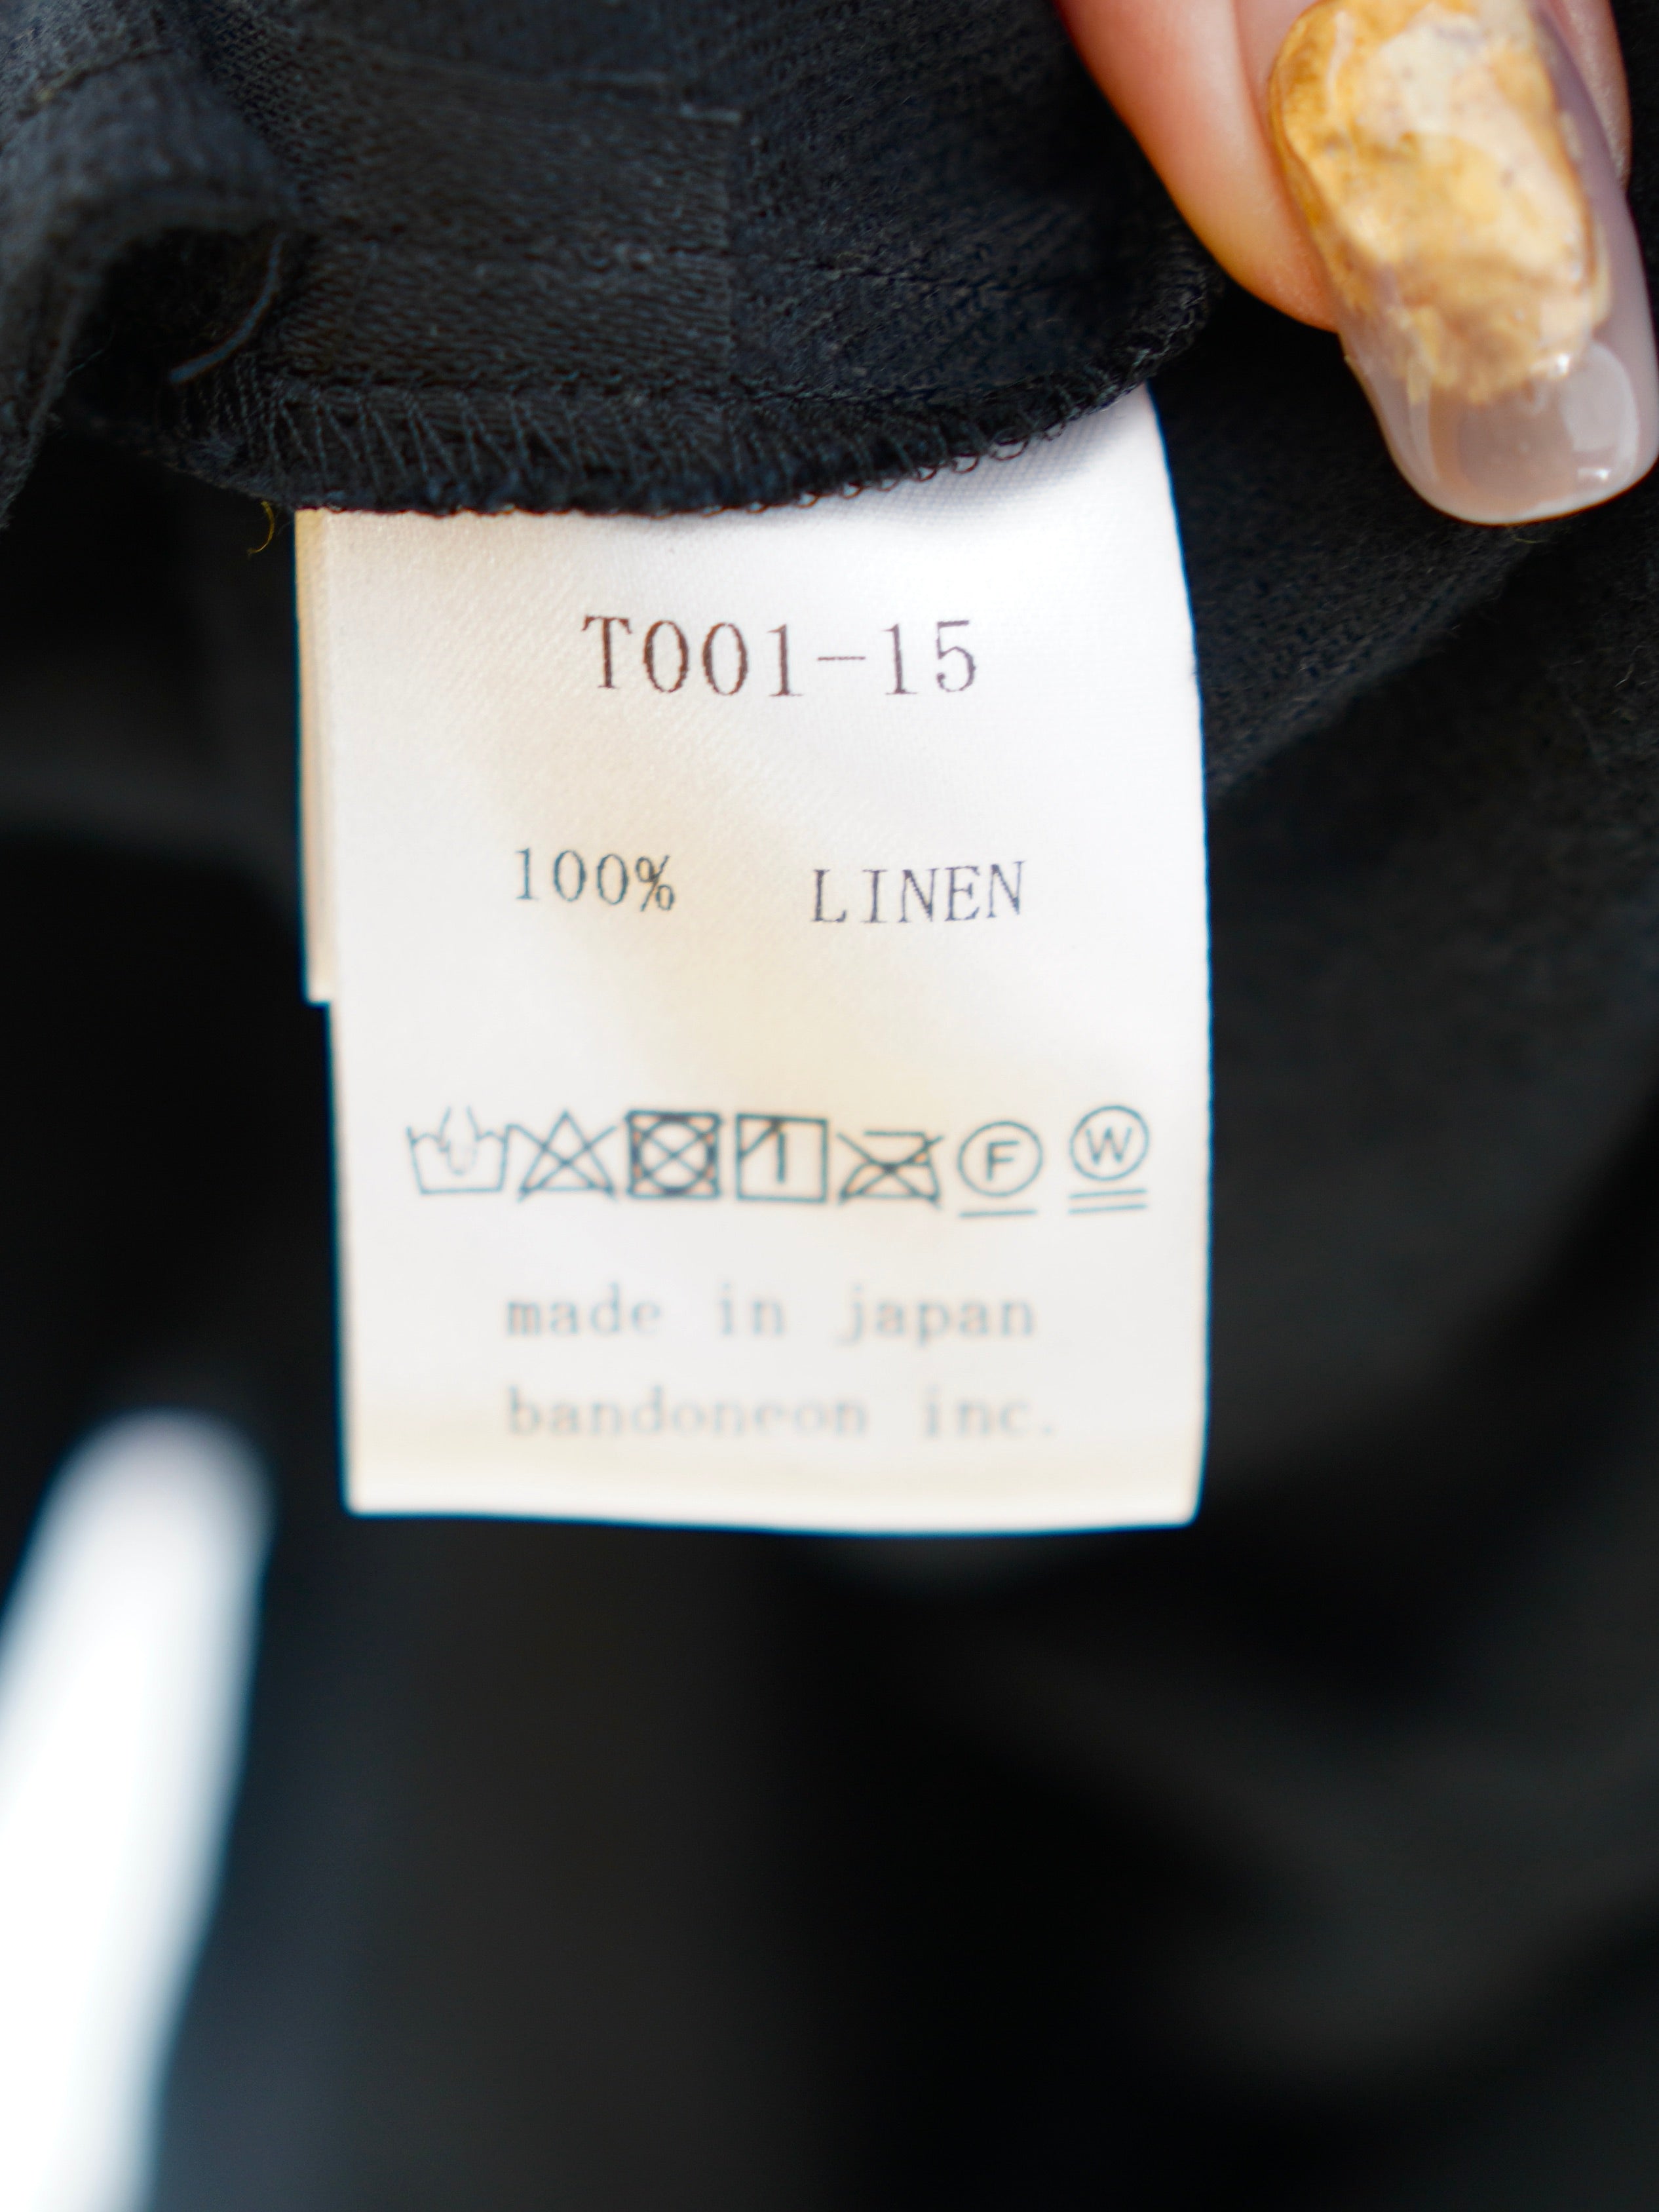 T001-15
100% LINEN
F W
made in japan
bandoneon inc.